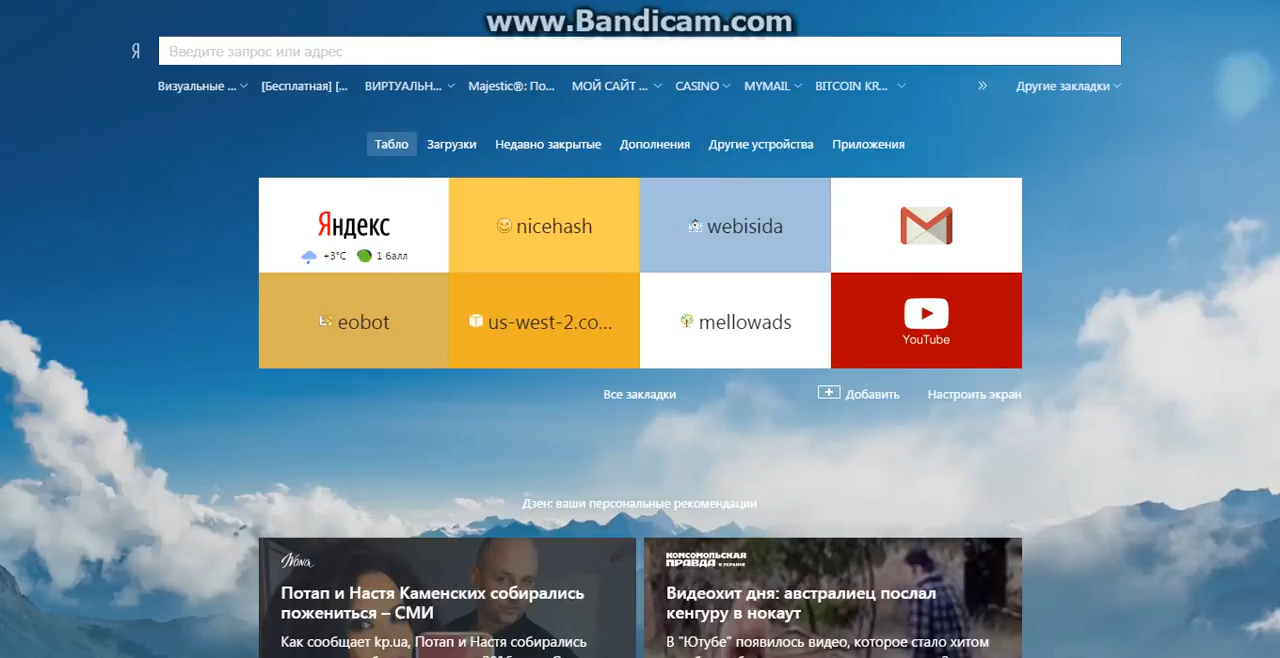 www.Bandicam.com
Я Введите запрос или адрес
Визуальные ... [Бесплатная] [... ВИРТУАЛЬН... Majestic®: По... МОЙ САЙТ ... CASINO MYMAIL BITCOIN KR... » Другие закладки
Табло Загрузки Недавно закрытые Дополнения Другие устройства Приложения
Яндекс
+3°C 1 балл
nicehash
webisida
eobot
us-west-2.co...
mellowads
YouTube
Все закладки Добавить Настроить экран
Дзен: ваши персональные рекомендации
Wona
Потап и Настя Каменских собирались
пожениться – СМИ
Как сообщает kp.ua, Потап и Настя собирались
КОМСОМОЛЬСКАЯ
ПРАВДА В УКРАИНЕ
Видеохит дня: австралиец послал
кенгуру в нокаут
В "Ютубе" появилось видео, которое стало хитом